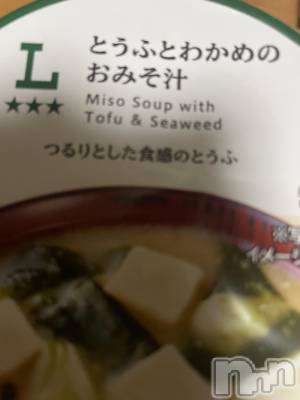 L
★★★
とうふとわかめの
おみそ汁
Miso Soup with
Tofu & Seaweed
つるりとした食感のとうふ